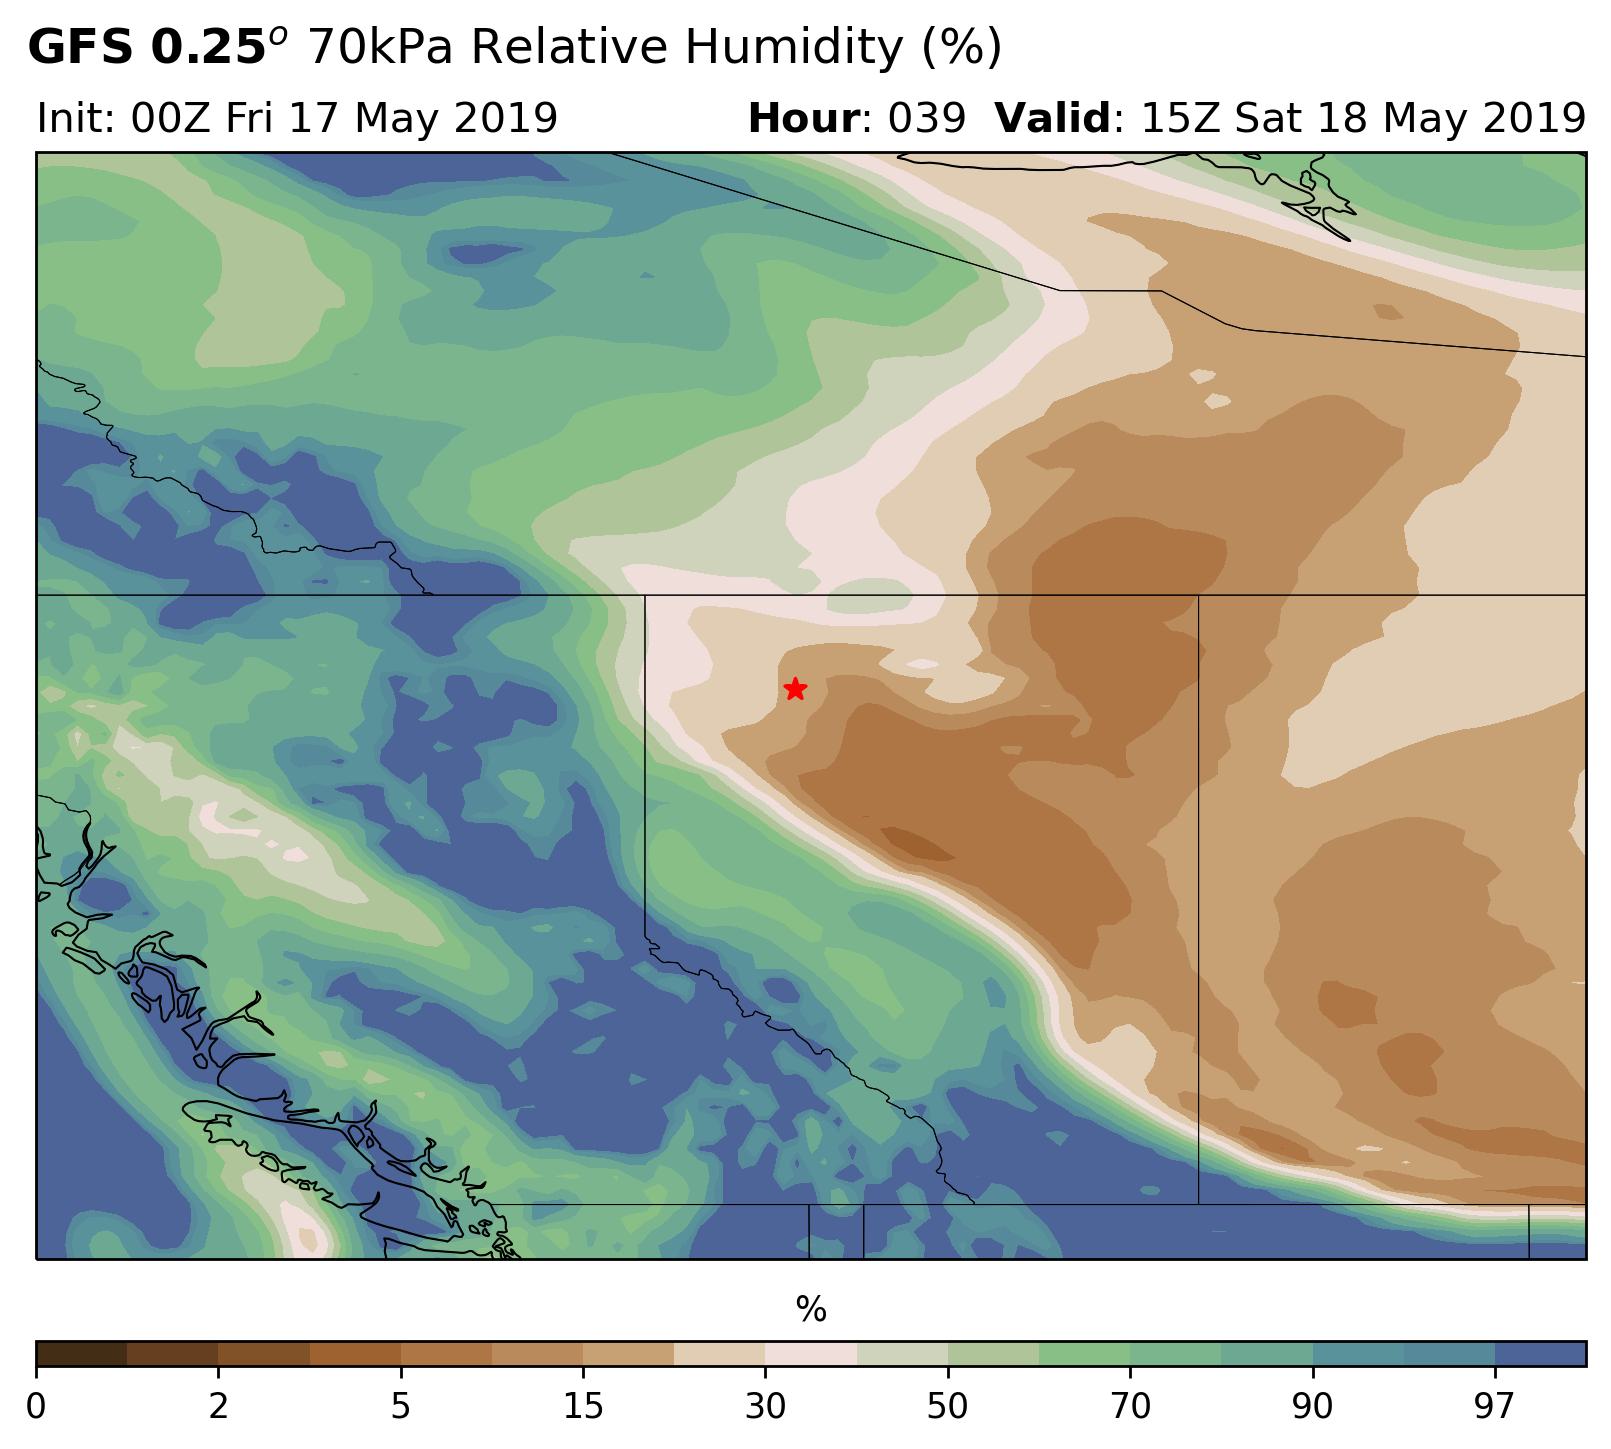 GFS 0.25° 70kPa Relative Humidity (%)
Init: 00Z Fri 17 May 2019 Hour: 039 Valid: 15Z Sat 18 May 2019
%
0 2 5 15 30 50 70 90 97